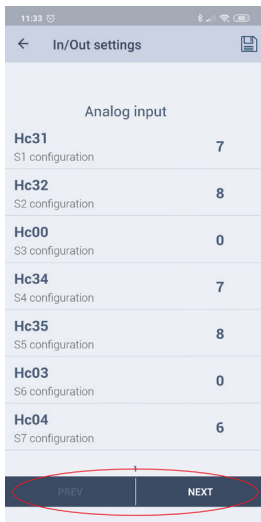 11:33
In/Out settings
Analog input
Hc31
S1 configuration
7
Hc32
S2 configuration
8
Hc00
S3 configuration
0
Hc34
S4 configuration
7
Hc35
S5 configuration
8
Hc03
S6 configuration
0
Hc04
S7 configuration
6
1
PREV NEXT